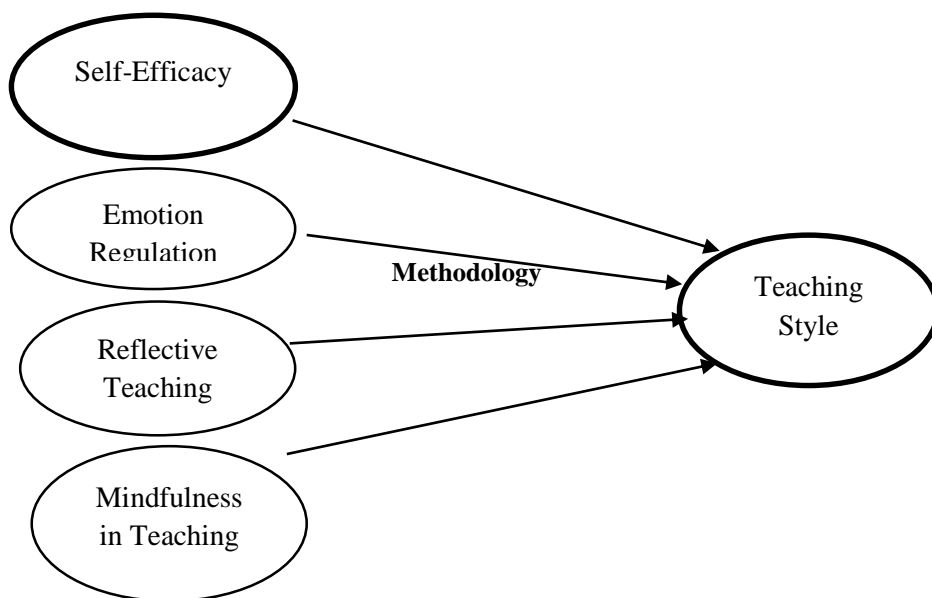 Self-Efficacy
Emotion
Regulation
Methodology
Teaching
Style
Reflective
Teaching
Mindfulness
in Teaching